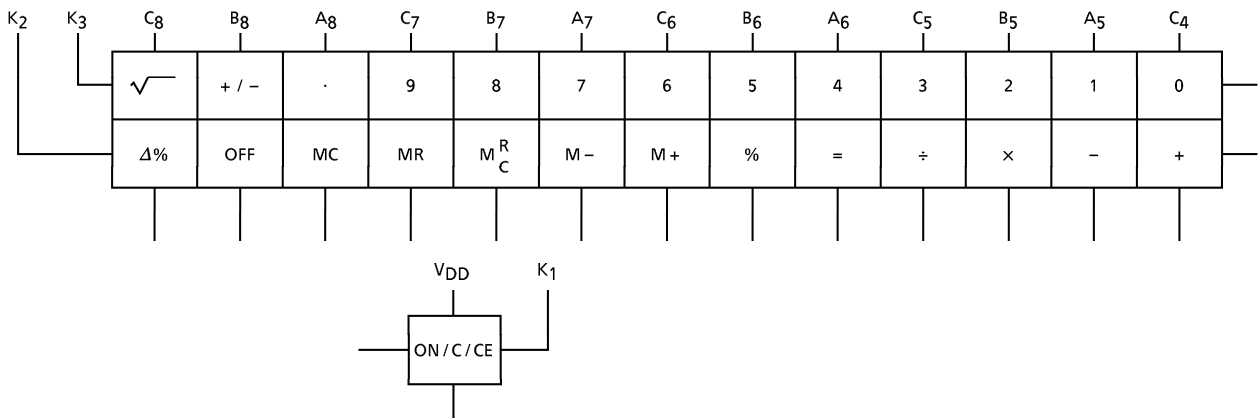 K2 K3 C8 B8 A8 C7 B7 A7 C6 B6 A6 C5 B5 A5 C4
√ + / − · 9 8 7 6 5 4 3 2 1 0
Δ% OFF MC MR M R C M− M+ % = ÷ × − +
VDD K1
ON / C / CE